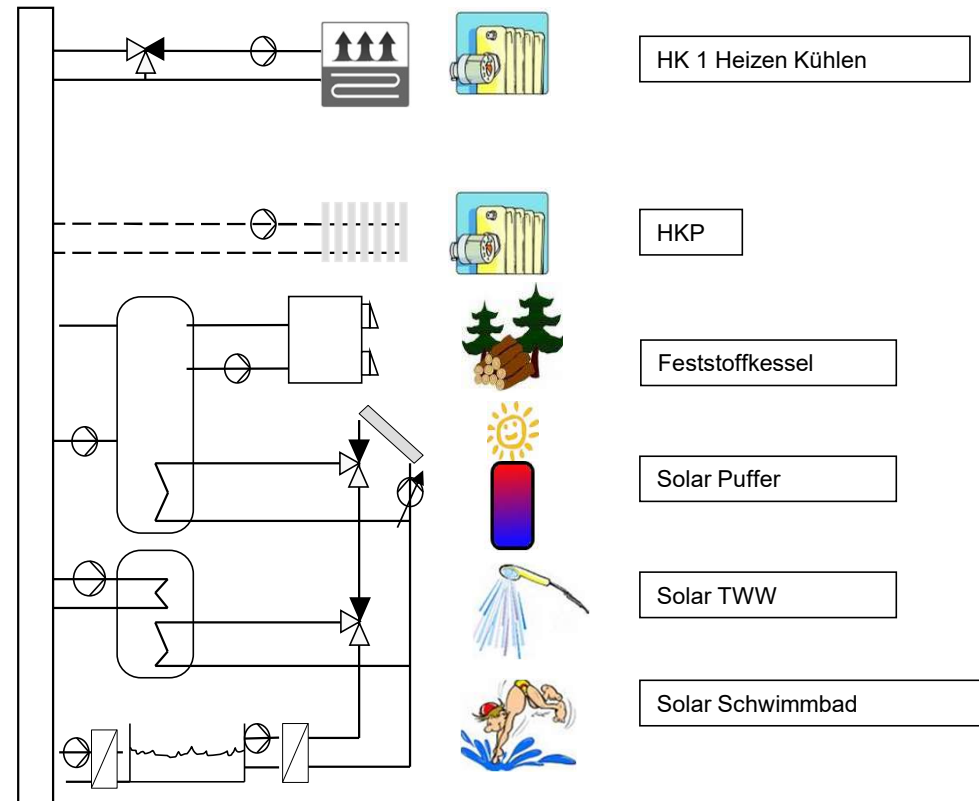 HK 1 Heizen Kühlen
HKP
Feststoffkessel
Solar Puffer
Solar TWW
Solar Schwimmbad